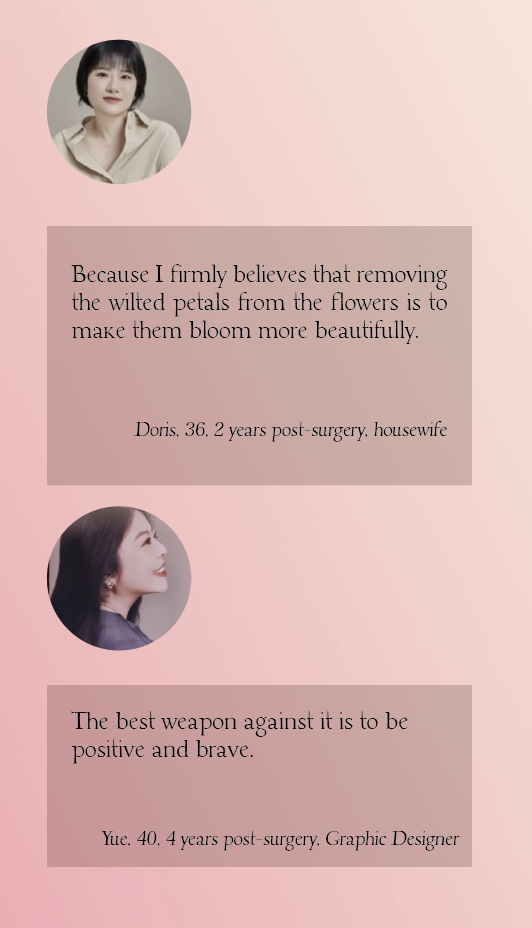 Because I firmly believes that removing
the wilted petals from the flowers is to
make them bloom more beautifully.
Doris, 36, 2 years post-surgery, housewife
The best weapon against it is to be
positive and brave.
Yue, 40, 4 years post-surgery, Graphic Designer